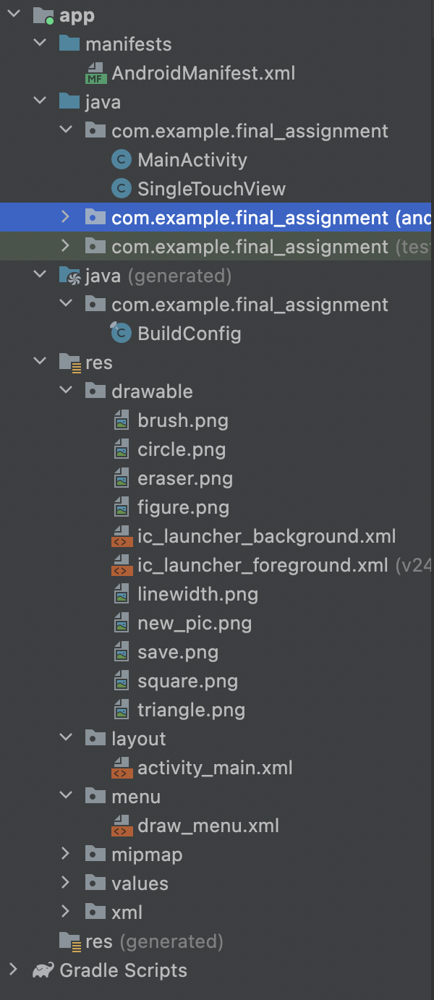 app
manifests
MF AndroidManifest.xml
java
com.example.final_assignment
C MainActivity
C SingleTouchView
com.example.final_assignment
com.example.final_assignment
java (generated)
com.example.final_assignment
C BuildConfig
res
drawable
brush.png
circle.png
eraser.png
figure.png
ic_launcher_background.xml
ic_launcher_foreground.xml (v24
linewidth.png
new_pic.png
save.png
square.png
triangle.png
layout
activity_main.xml
menu
draw_menu.xml
mipmap
values
xml
res (generated)
Gradle Scripts